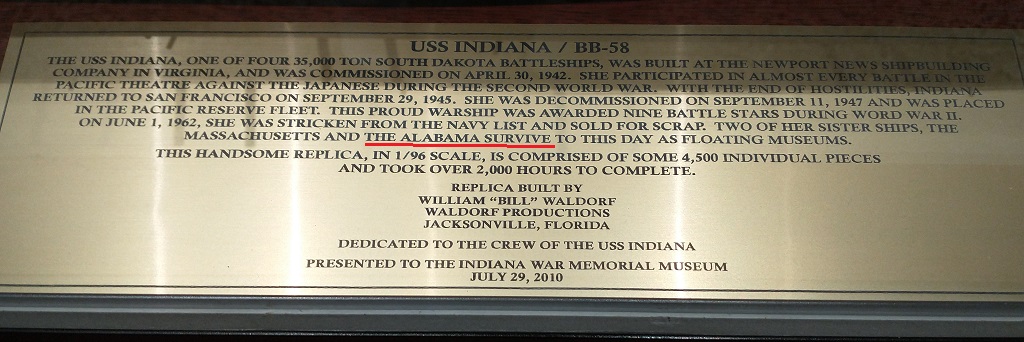 USS INDIANA / BB-58
THE USS INDIANA, ONE OF FOUR 35,000 TON SOUTH DAKOTA BATTLESHIPS, WAS BUILT AT THE NEWPORT NEWS SHIPBUILDING
COMPANY IN VIRGINIA, AND WAS COMMISSIONED ON APRIL 30, 1942. SHE PARTICIPATED IN ALMOST EVERY BATTLE IN THE
PACIFIC THEATRE AGAINST THE JAPANESE DURING THE SECOND WORLD WAR. WITH THE END OF HOSTILITIES, INDIANA
RETURNED TO SAN FRANCISCO ON SEPTEMBER 29, 1945. SHE WAS DECOMMISSIONED ON SEPTEMBER 11, 1947 AND WAS PLACED
IN THE PACIFIC RESERVE FLEET. THIS PROUD WARSHIP WAS AWARDED NINE BATTLE STARS DURING WORD WAR II.
ON JUNE 1, 1962, SHE WAS STRICKEN FROM THE NAVY LIST AND SOLD FOR SCRAP. TWO OF HER SISTER SHIPS, THE
MASSACHUSETTS AND THE ALABAMA SURVIVE TO THIS DAY AS FLOATING MUSEUMS.
THIS HANDSOME REPLICA, IN 1/96 SCALE, IS COMPRISED OF SOME 4,500 INDIVIDUAL PIECES
AND TOOK OVER 2,000 HOURS TO COMPLETE.
REPLICA BUILT BY
WILLIAM "BILL" WALDORF
WALDORF PRODUCTIONS
JACKSONVILLE, FLORIDA
DEDICATED TO THE CREW OF THE USS INDIANA
PRESENTED TO THE INDIANA WAR MEMORIAL MUSEUM
JULY 29, 2010